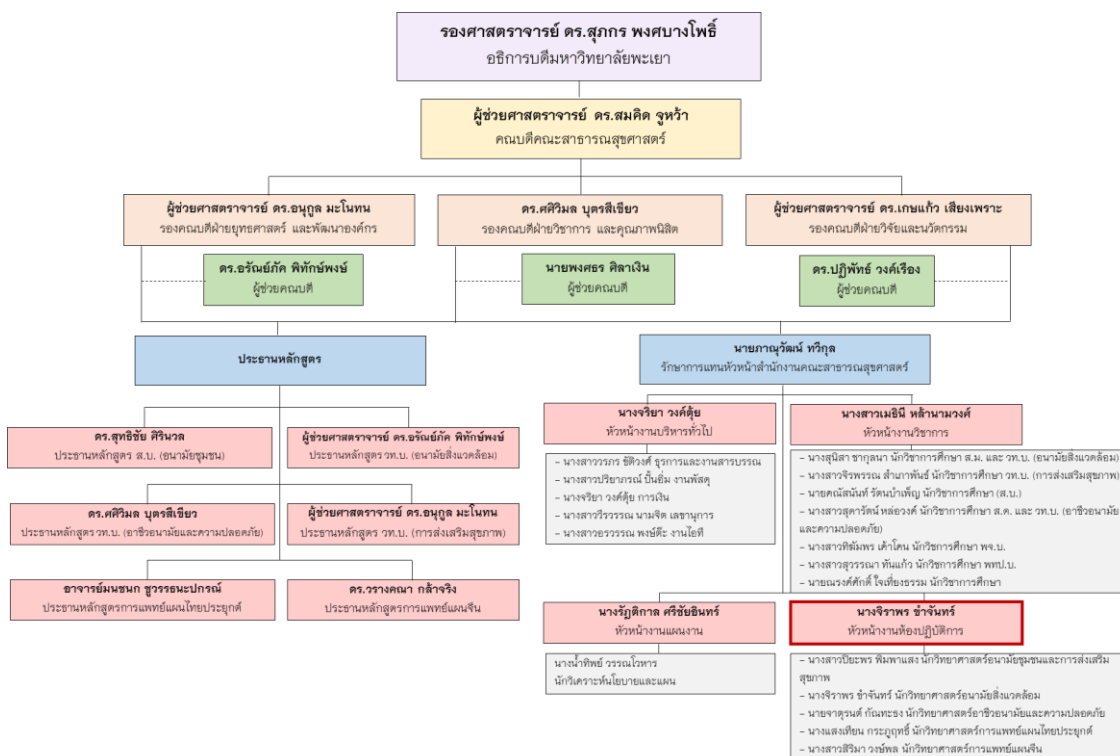 รองศาสตราจารย์ ดร.สุภกร พงศบางโพธิ์
อธิการบดีมหาวิทยาลัยพะเยา
ผู้ช่วยศาสตราจารย์ ดร.สมคิด จูหว้า
คณบดีคณะสาธารณสุขศาสตร์
ผู้ช่วยศาสตราจารย์ ดร.อนุกูล มะโนทน
รองคณบดีฝ่ายยุทธศาสตร์ และพัฒนาองค์กร
ดร.ศศิวิมล บุตรสีเขียว
รองคณบดีฝ่ายวิชาการ และคุณภาพนิสิต
ผู้ช่วยศาสตราจารย์ ดร.เกษแก้ว เสียงเพราะ
รองคณบดีฝ่ายวิจัยและนวัตกรรม
ดร.อรัณย์ภัค พิทักษ์พงษ์
ผู้ช่วยคณบดี
นายพงศธร ศิลาเงิน
ผู้ช่วยคณบดี
ดร.ปฏิพัทธ์ วงค์เรือง
ผู้ช่วยคณบดี
ประธานหลักสูตร
นายภาณุวัฒน์ ทวีกุล
รักษาการแทนหัวหน้าสำนักงานคณะสาธารณสุขศาสตร์
ดร.สุทธิชัย ศิรินวล
ประธานหลักสูตร ส.บ. (อนามัยชุมชน)
ผู้ช่วยศาสตราจารย์ ดร.อรัณย์ภัค พิทักษ์พงษ์
ประธานหลักสูตร วท.บ. (อนามัยสิ่งแวดล้อม)
ดร.ศศิวิมล บุตรสีเขียว
ประธานหลักสูตร วท.บ. (อาชีวอนามัยและความปลอดภัย)
ผู้ช่วยศาสตราจารย์ ดร.อนุกูล มะโนทน
ประธานหลักสูตร วท.บ. (การส่งเสริมสุขภาพ)
อาจารย์มนชนก ชูวรรธนะปกรณ์
ประธานหลักสูตรการแพทย์แผนไทยประยุกต์
ดร.วรางคณา กล้าจริง
ประธานหลักสูตรการแพทย์แผนจีน
นางจริยา วงค์ตุ้ย
หัวหน้างานบริหารทั่วไป
– นางสาววรภร ชัติวงศ์ ธุรการและงานสารบรรณ
– นางสาวปริยาภรณ์ ปั้นอิ่ม งานพัสดุ
– นางจริยา วงค์ตุ้ย การเงิน
– นางสาววีรวรรณ นามจิต เลขานุการ
– นางสาวอรวรรณ พงษ์ต๊ะ งานไอที
นางสาวเมธินี หล้านามวงศ์
หัวหน้างานวิชาการ
– นางสุนิสา ชากุลนา นักวิชาการศึกษา ส.ม. และ วท.บ. (อนามัยสิ่งแวดล้อม)
– นางสาวจิรพรรณ สำเภาพันธ์ นักวิชาการศึกษา วท.บ. (การส่งเสริมสุขภาพ)
– นายคณัสนันท์ รัตนบำเพ็ญ นักวิชาการศึกษา (ส.บ.)
– นางสาวสุดารัตน์ หล่อวงค์ นักวิชาการศึกษา ส.ด. และ วท.บ. (อาชีวอนามัย
และความปลอดภัย)
– นางสาวทิฆัมพร เค้าโคน นักวิชการศึกษา พจ.บ.
– นางสาวสุวรรณา ทันแก้ว นักวิชาการศึกษา พทป.บ.
– นายณรงค์ศักดิ์ ใจเที่ยงธรรม นักวิชาการศึกษา
นางรัฏติกาล ศรีชัยอินทร์
หัวหน้างานแผนงาน
นางน้ำทิพย์ วรรณโวหาร
นักวิเคราะห์นโยบายและแผน
นางจิราพร ขำจันทร์
หัวหน้างานห้องปฏิบัติการ
– นางสาวปิยะพร พิมพาแสง นักวิทยาศาสตร์อนามัยชุมชนและการส่งเสริม
สุขภาพ
– นางจิราพร ขำจันทร์ นักวิทยาศาสตร์อนามัยสิ่งแวดล้อม
– นายจาตุรนต์ กัณทะธง นักวิทยาศาสตร์อาชีวอนามัยและความปลอดภัย
– นางแสงเทียน กระภูฤทธิ์ นักวิทยาศาสตร์การแพทย์แผนไทยประยุกต์
– นางสาวสิริมา วงษ์พล นักวิทยาศาสตร์การแพทย์แผนจีน